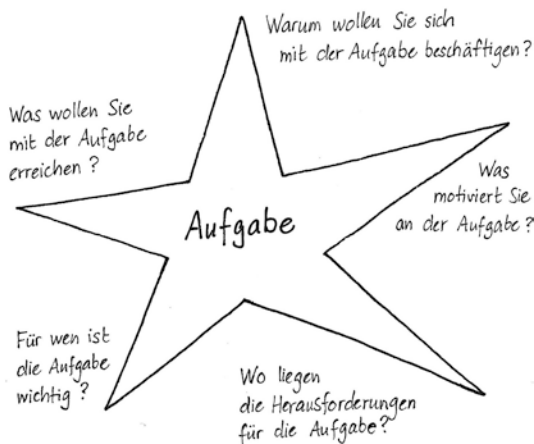 Warum wollen Sie sich
mit der Aufgabe beschäftigen?
Was wollen Sie
mit der Aufgabe
erreichen?
Was
motiviert Sie
an der Aufgabe?
Aufgabe
Für wen ist
die Aufgabe
wichtig?
Wo liegen
die Herausforderungen
für die Aufgabe?